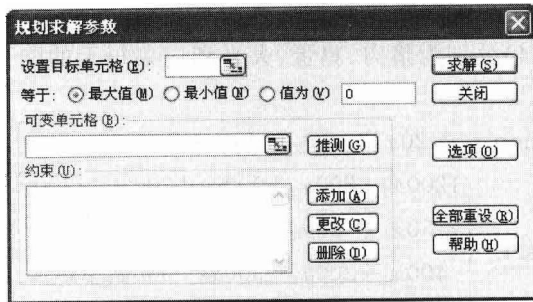 规划求解参数
设置目标单元格(E): 求解(S)
等于: 最大值(M) 最小值(N) 值为(V) 0 关闭
可变单元格(B):
推测(G) 选项(O)
约束(U):
添加(A)
更改(C) 全部重设(R)
删除(D) 帮助(H)